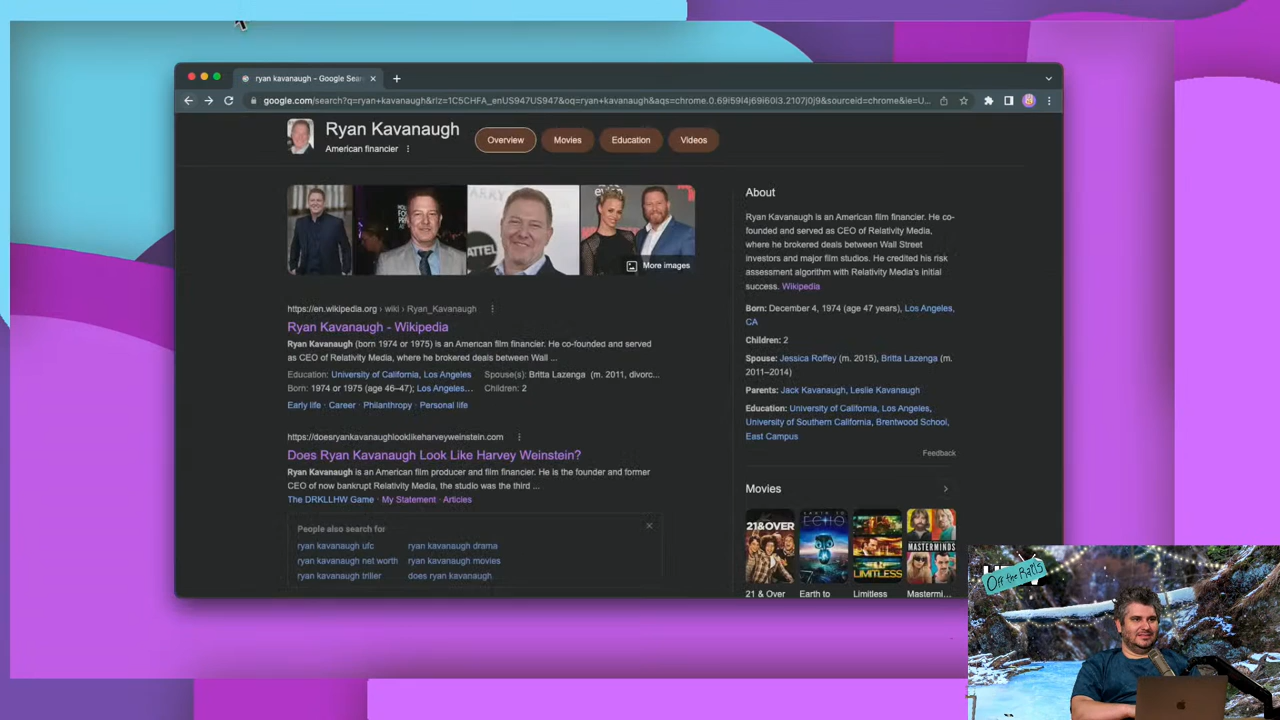 ryan kavanaugh - Google Sear
google.com/search?q=ryan+kavanaugh&rlz=1C5CHFA_enUS947US947&oq=ryan+kavanaugh&aqs=chrome.0.69i59l4j69i60l3.2107j0j9&sourceid=chrome&ie=U...
Ryan Kavanaugh
American financier
Overview
Movies
Education
Videos
More images
https://en.wikipedia.org › wiki › Ryan_Kavanaugh
Ryan Kavanaugh - Wikipedia
Ryan Kavanaugh (born 1974 or 1975) is an American film financier. He co-founded and served
as CEO of Relativity Media, where he brokered deals between Wall ...
Education: University of California, Los Angeles Spouse(s): Britta Lazenga (m. 2011, divorc...
Born: 1974 or 1975 (age 46–47); Los Angeles... Children: 2
Early life · Career · Philanthropy · Personal life
https://doesryankavanaughlooklikeharveyweinstein.com
Does Ryan Kavanaugh Look Like Harvey Weinstein?
Ryan Kavanaugh is an American film producer and film financier. He is the founder and former
CEO of now bankrupt Relativity Media, the studio was the third ...
The DRKLLHW Game · My Statement · Articles
People also search for
ryan kavanaugh ufc ryan kavanaugh drama
ryan kavanaugh net worth ryan kavanaugh movies
ryan kavanaugh triller does ryan kavanaugh
About
Ryan Kavanaugh is an American film financier. He co-
founded and served as CEO of Relativity Media,
where he brokered deals between Wall Street
investors and major film studios. He credited his risk
assessment algorithm with Relativity Media's initial
success. Wikipedia
Born: December 4, 1974 (age 47 years), Los Angeles,
CA
Children: 2
Spouse: Jessica Roffey (m. 2015), Britta Lazenga (m.
2011–2014)
Parents: Jack Kavanaugh, Leslie Kavanaugh
Education: University of California, Los Angeles,
University of Southern California, Brentwood School,
East Campus
Feedback
Movies
21&OVER
EARTH TO
ECHO
LIMITLESS
MASTERMINDS
21 & Over
Earth to
Limitless
Mastermi...
Off the Rails